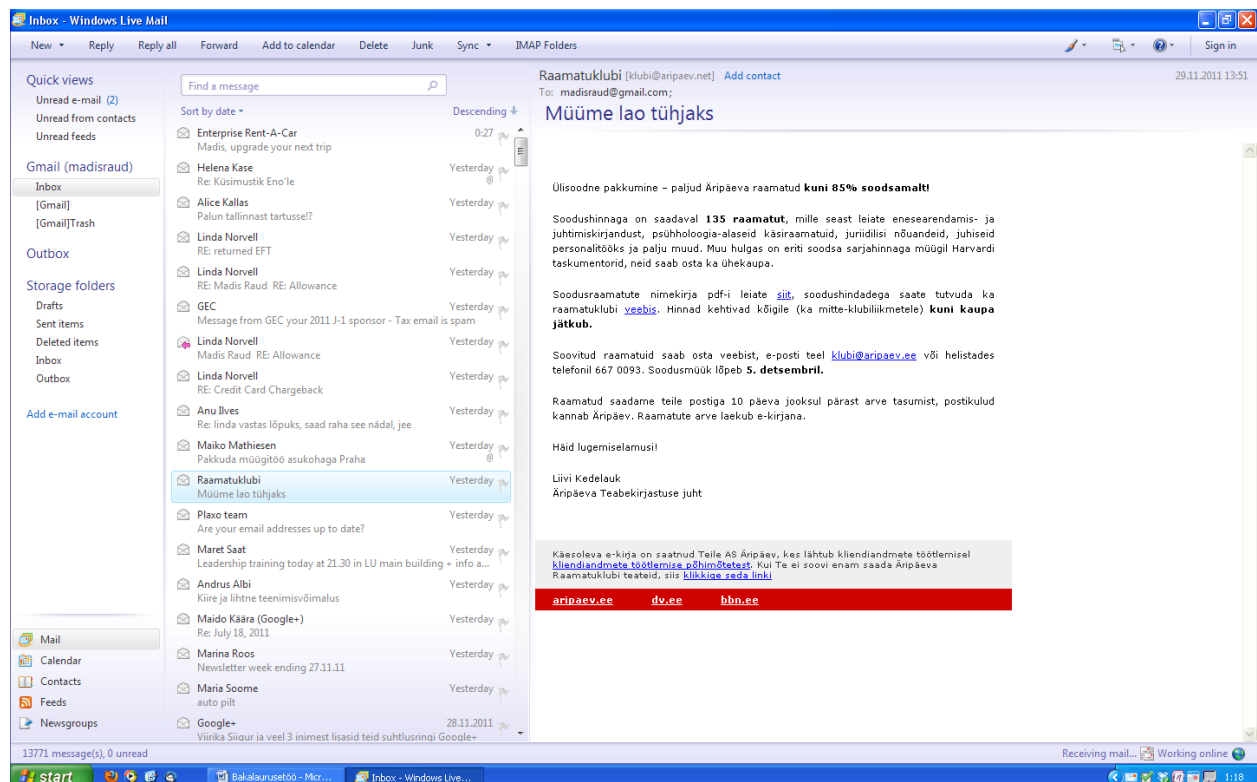 Inbox - Windows Live Mail
New Reply Reply all Forward Add to calendar Delete Junk Sync IMAP Folders Sign in
Quick views
Unread e-mail (2)
Unread from contacts
Unread feeds
Gmail (madisraud)
Inbox
[Gmail]
[Gmail]Trash
Outbox
Storage folders
Drafts
Sent items
Deleted items
Inbox
Outbox
Add e-mail account
Mail
Calendar
Contacts
Feeds
Newsgroups
Find a message
Sort by date Descending
Enterprise Rent-A-Car 0:27
Madis, upgrade your next trip
Helena Kase Yesterday
Re: Küsimustik Eno'le
Alice Kallas Yesterday
Palun tallinnast tartusse!?
Linda Norvell Yesterday
RE: returned EFT
Linda Norvell Yesterday
RE: Madis Raud RE: Allowance
GEC Yesterday
Message from GEC your 2011 J-1 sponsor - Tax email is spam
Linda Norvell Yesterday
Madis Raud RE: Allowance
Linda Norvell Yesterday
RE: Credit Card Chargeback
Anu Ilves Yesterday
Re: linda vastas lõpuks, saad raha see nädal, jee
Maiko Mathiesen Yesterday
Pakkuda müügitöö asukohaga Praha
Raamatuklubi Yesterday
Müüme lao tühjaks
Plaxo team Yesterday
Are your email addresses up to date?
Maret Saat Yesterday
Leadership training today at 21.30 in LU main building + info a...
Andrus Albi Yesterday
Kiire ja lihtne teenimisvõimalus
Maido Käära (Google+) Yesterday
Re: July 18, 2011
Marina Roos Yesterday
Newsletter week ending 27.11.11
Maria Soome Yesterday
auto pilt
Google+ 28.11.2011
Viirika Siigur ja veel 3 inimest lisasid teid suhtlusringi Google+
Raamatuklubi [klubi@aripaev.net] Add contact 29.11.2011 13:51
To: madisraud@gmail.com;
Müüme lao tühjaks
Ülisoodne pakkumine – paljud Äripäeva raamatud kuni 85% soodsamalt!
Soodushinnaga on saadaval 135 raamatut, mille seast leiate enesearendamis- ja
juhtimiskirjandust, psühholoogia-alaseid käsiraamatuid, juriidilisi nõuandeid, juhiseid
personalitööks ja palju muud. Muu hulgas on eriti soodsa sarjahinnaga müügil Harvardi
taskumentorid, neid saab osta ka ühekaupa.
Soodusraamatute nimekirja pdf-i leiate siit, soodushindadega saate tutvuda ka
raamatuklubi veebis. Hinnad kehtivad kõigile (ka mitte-klubiliikmetele) kuni kaupa
jätkub.
Soovitud raamatuid saab osta veebist, e-posti teel klubi@aripaev.ee või helistades
telefonil 667 0093. Soodusmüük lõpeb 5. detsembril.
Raamatud saadame teile postiga 10 päeva jooksul pärast arve tasumist, postikulud
kannab Äripäev. Raamatute arve laekub e-kirjana.
Häid lugemiselamusi!
Liivi Kedelauk
Äripäeva Teabekirjastuse juht
Käesoleva e-kirja on saatnud Teile AS Äripäev, kes lähtub kliendiandmete töötlemisel
kliendiandmete töötlemise põhimõtetest. Kui Te ei soovi enam saada Äripäeva
Raamatuklubi teateid, siis klikkige seda linki
aripaev.ee dv.ee bbn.ee
13771 message(s), 0 unread Receiving mail... Working online
start Bakalaurusetöö - Micr... Inbox - Windows Live... 1:18